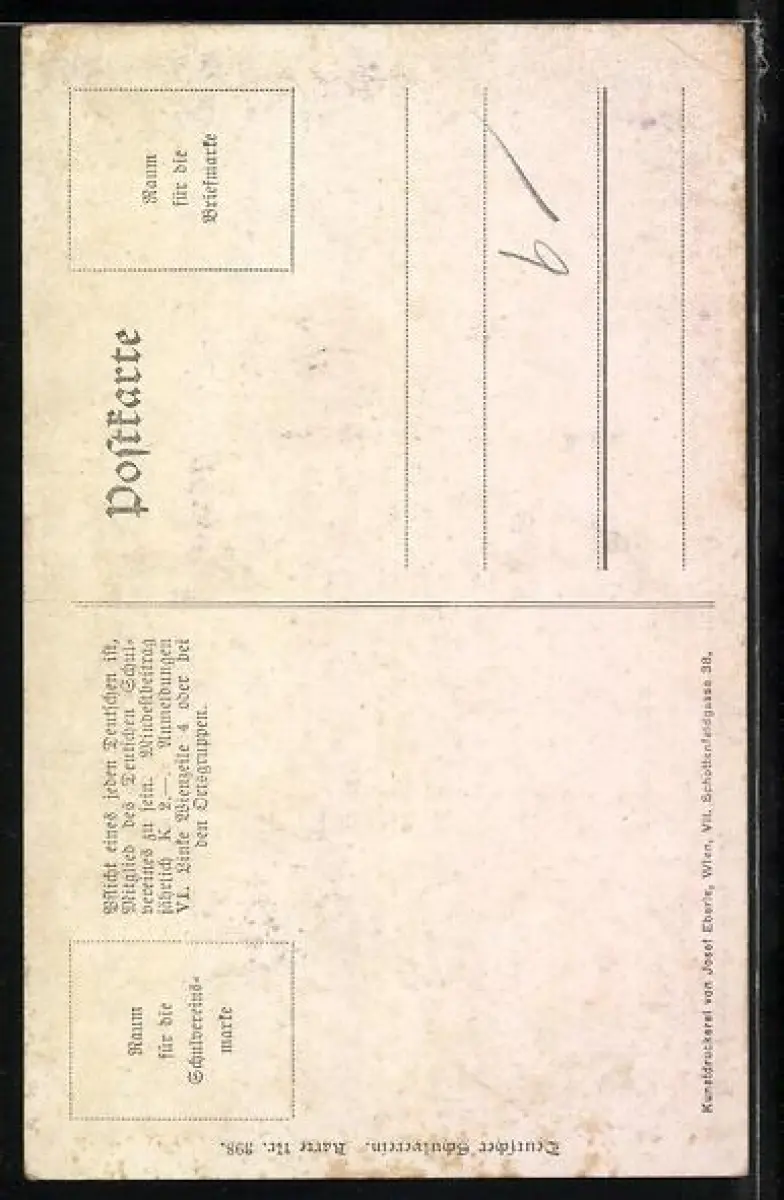 Raum
für die
Schulvereins-
marke
Pflicht eines jeden Deutschen ist,
Mitglied des Deutschen Schul-
vereines zu sein. Mindestbeitrag
jährlich K 2.—. Anmeldungen
VI. Linke Wienzeile 4 oder bei
den Ortsgruppen.
Postkarte
Raum
für die
Briefmarke
Deutscher Schulverein. Karte Nr. 398.
Kunstdruckerei von Josef Eberle, Wien, VII. Schottenfeldgasse 38.